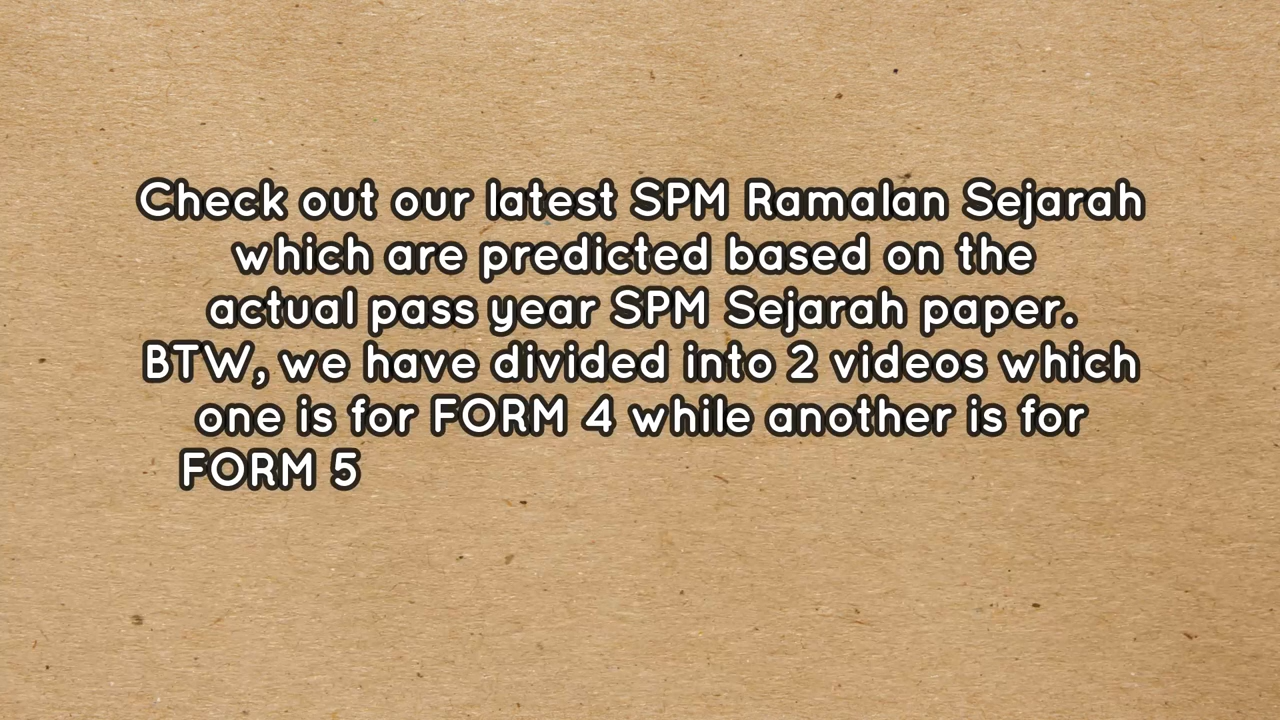 Check out our latest SPM Ramalan Sejarah
which are predicted based on the
actual pass year SPM Sejarah paper.
BTW, we have divided into 2 videos which
one is for FORM 4 while another is for
FORM 5